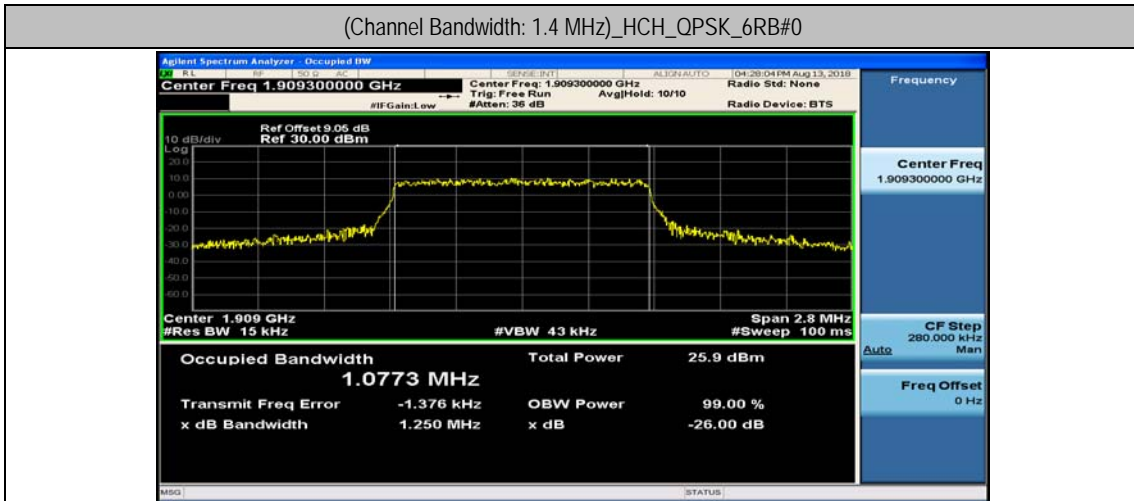 (Channel Bandwidth: 1.4 MHz)_HCH_QPSK_6RB#0
Agilent Spectrum Analyzer - Occupied BW
LXI RL RF 50 Ω AC SENSE:INT ALIGN AUTO 04:28:04 PM Aug 13, 2018
Center Freq 1.909300000 GHz
Center Freq: 1.909300000 GHz
Radio Std: None
Trig: Free Run Avg|Hold: 10/10
#IFGain:Low #Atten: 36 dB Radio Device: BTS
Ref Offset 9.05 dB
10 dB/div Ref 30.00 dBm
Log
20.0
10.0
0.00
-10.0
-20.0
-30.0
-40.0
-50.0
-60.0
Center 1.909 GHz Span 2.8 MHz
#Res BW 15 kHz #VBW 43 kHz #Sweep 100 ms
Occupied Bandwidth Total Power 25.9 dBm
1.0773 MHz
Transmit Freq Error -1.376 kHz OBW Power 99.00 %
x dB Bandwidth 1.250 MHz x dB -26.00 dB
MSG STATUS
Frequency
Center Freq
1.909300000 GHz
CF Step
280.000 kHz
Auto Man
Freq Offset
0 Hz